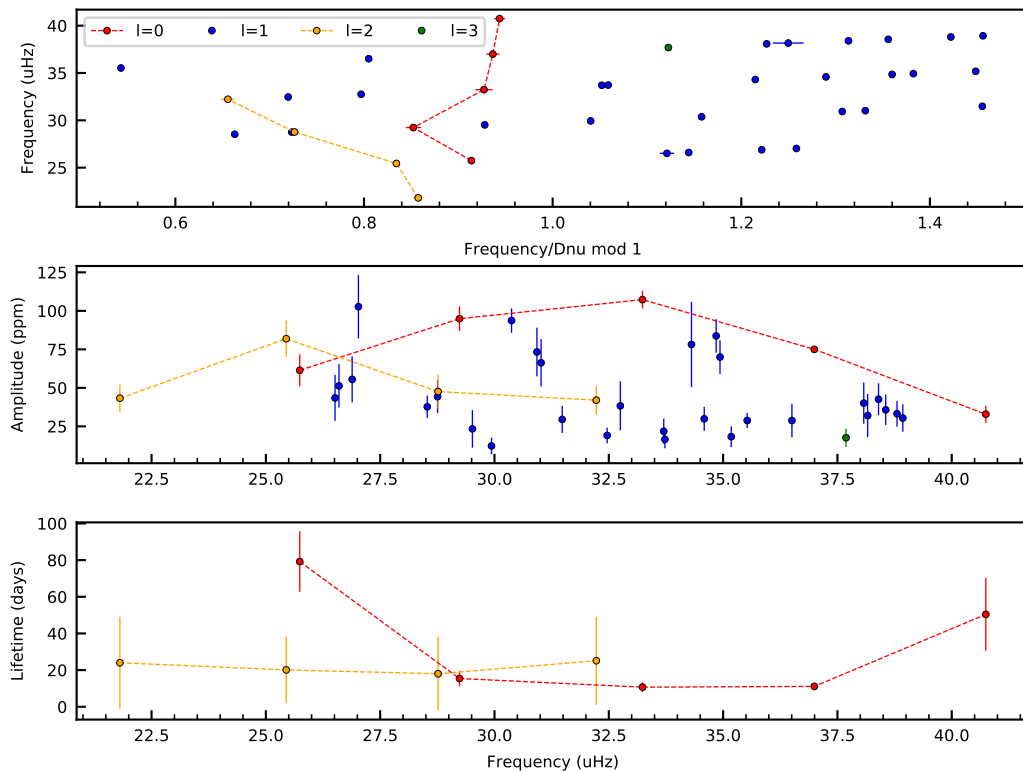 l=0 l=1 l=2 l=3
40
35
30
25
Frequency (uHz)
0.6 0.8 1.0 1.2 1.4
Frequency/Dnu mod 1
125
100
75
50
25
Amplitude (ppm)
22.5 25.0 27.5 30.0 32.5 35.0 37.5 40.0
100
80
60
40
20
0
Lifetime (days)
22.5 25.0 27.5 30.0 32.5 35.0 37.5 40.0
Frequency (uHz)